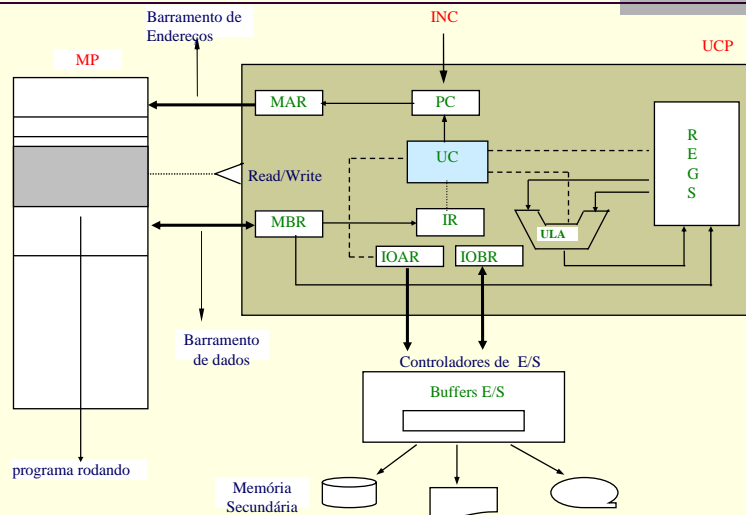 Barramento de
Endereços
INC
UCP
MP
MAR
PC
UC
Read/Write
MBR
IR
R
E
G
S
ULA
IOAR
IOBR
Barramento
de dados
Controladores de E/S
Buffers E/S
programa rodando
Memória
Secundária